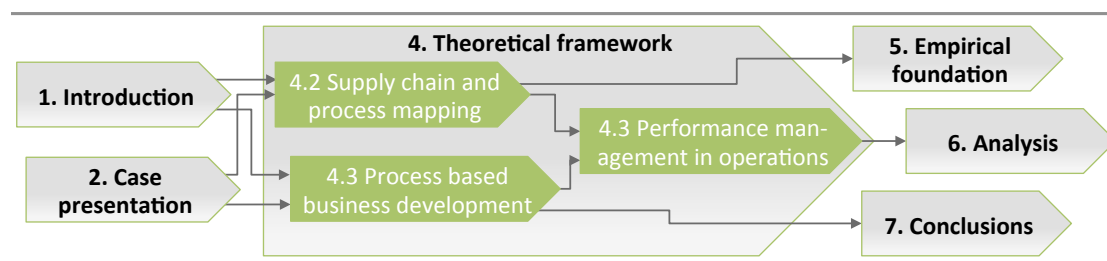 4. Theoretical framework
1. Introduction
2. Case
presentation
4.2 Supply chain and
process mapping
4.3 Process based
business development
4.3 Performance man-
agement in operations
5. Empirical
foundation
6. Analysis
7. Conclusions